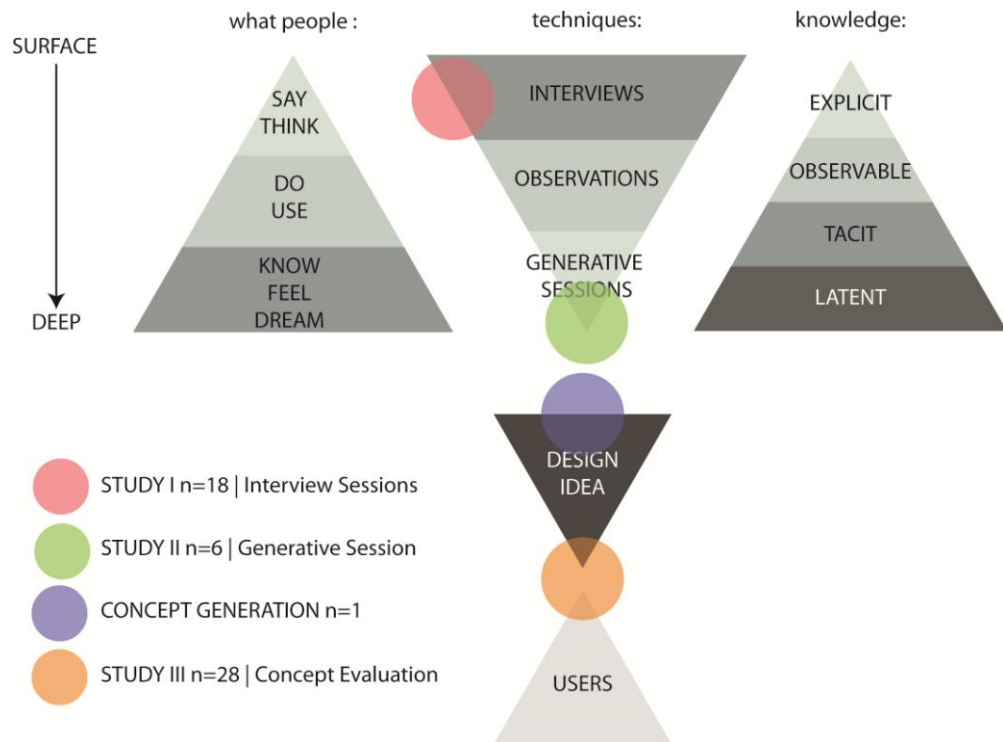 what people :
techniques:
knowledge:
SURFACE
DEEP
SAY
THINK
DO
USE
KNOW
FEEL
DREAM
INTERVIEWS
OBSERVATIONS
GENERATIVE
SESSIONS
EXPLICIT
OBSERVABLE
TACIT
LATENT
DESIGN
IDEA
USERS
STUDY I n=18 | Interview Sessions
STUDY II n=6 | Generative Session
CONCEPT GENERATION n=1
STUDY III n=28 | Concept Evaluation